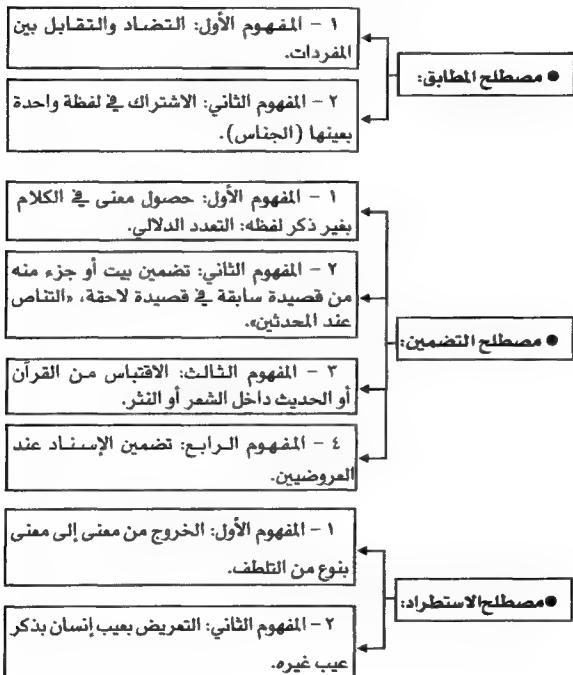 ● مصطلح المطابق:
١ - المفهوم الأول: التضاد والتقابل بين
المفردات.
٢ - المفهوم الثاني: الاشتراك في لفظة واحدة
بعينها (الجناس).
● مصطلح التضمين:
١ - المفهوم الأول: حصول معنى في الكلام
بغير ذكر لفظه: التعدد الدلالي.
٢ - المفهوم الثاني: تضمين بيت أو جزء منه
من قصيدة سابقة في قصيدة لاحقة، «التناص
عند المحدثين».
٣ - المفهوم الثالث: الاقتباس من القرآن
أو الحديث داخل الشعر أو النثر.
٤ - المفهوم الرابع: تضمين الإسناد عند
العروضيين.
●مصطلح الاستطراد:
١ - المفهوم الأول: الخروج من معنى إلى معنى
بنوع من التلطف.
٢ - المفهوم الثاني: التعريض بعيب إنسان بذكر
عيب غيره.